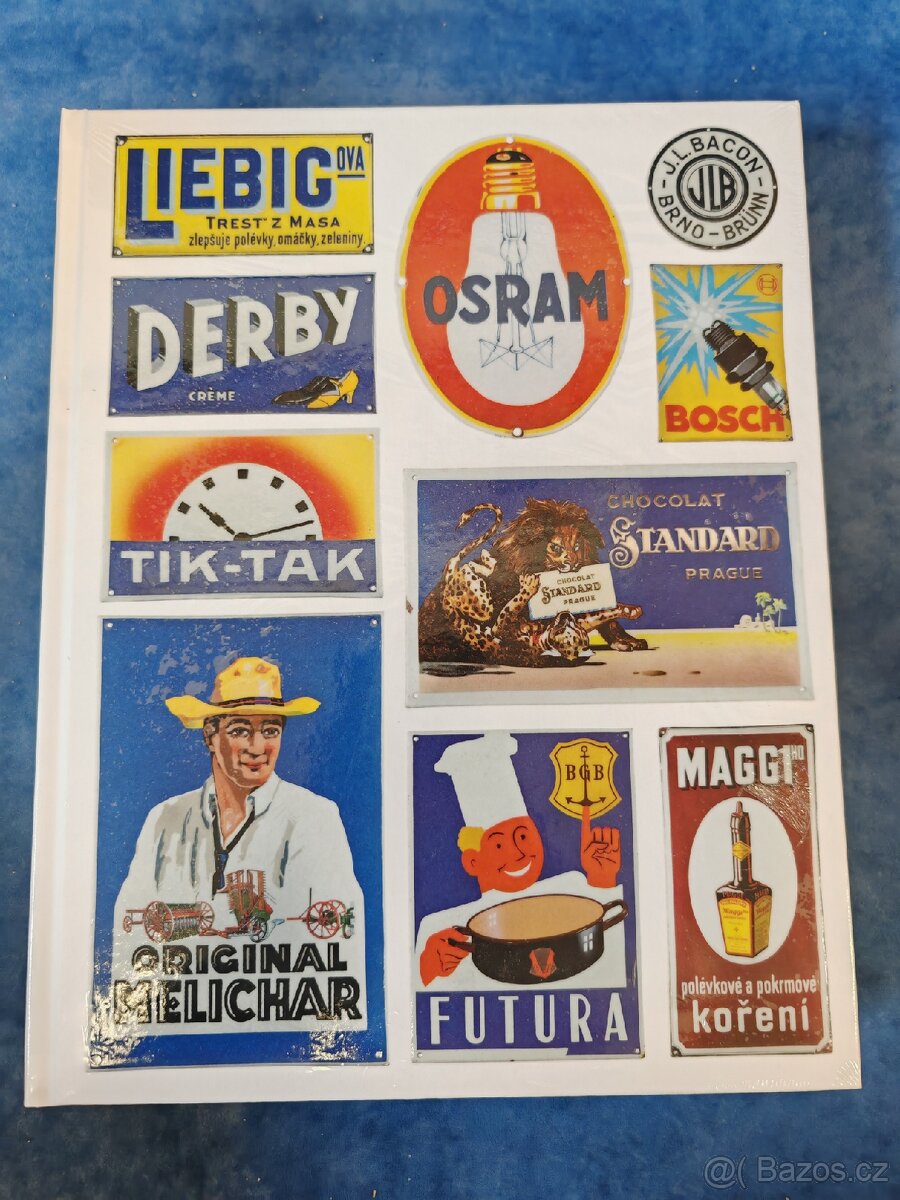 LIEBIGOVA
TREST' Z MASA
zlepšuje polévky, omáčky, zeleniny
OSRAM
J.L.BACON
JLB
BRNO-BRÜNN
DERBY
CRÈME
BOSCH
TIK-TAK
CHOCOLAT
STANDARD
PRAGUE
CHOCOLAT
STANDARD
PRAGUE
ORIGINAL
MELICHAR
BGB
FUTURA
MAGGIHO
Maggi
polévkové a pokrmové
koření
@( Bazos.cz